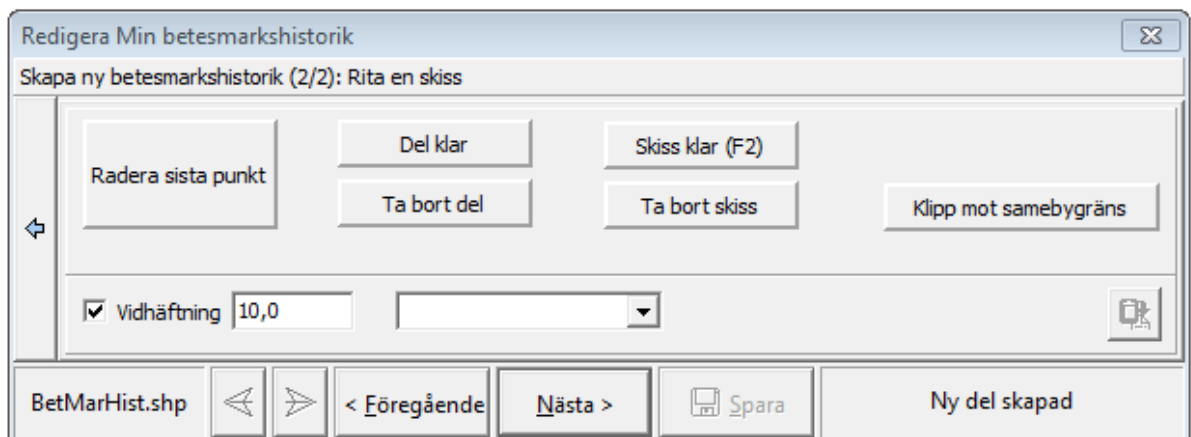 Redigera Min betesmarkshistorik
Skapa ny betesmarkshistorik (2/2): Rita en skiss
Radera sista punkt
Del klar
Skiss klar (F2)
Ta bort del
Ta bort skiss
Klipp mot samebygräns
Vidhäftning 10,0
BetMarHist.shp
< Föregående
Nästa >
Spara
Ny del skapad